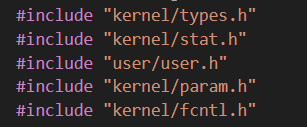 #include "kernel/types.h"
#include "kernel/stat.h"
#include "user/user.h"
#include "kernel/param.h"
#include "kernel/fcntl.h"